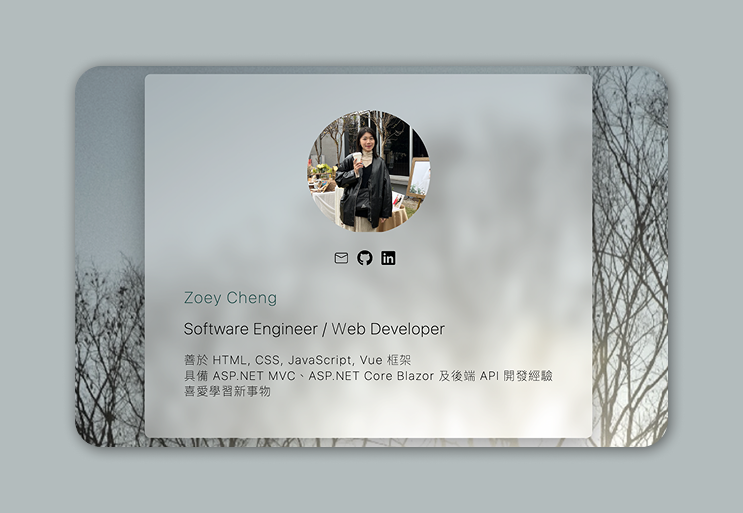 Zoey Cheng
Software Engineer / Web Developer
善於 HTML, CSS, JavaScript, Vue 框架
具備 ASP.NET MVC、ASP.NET Core Blazor 及後端 API 開發經驗
喜愛學習新事物